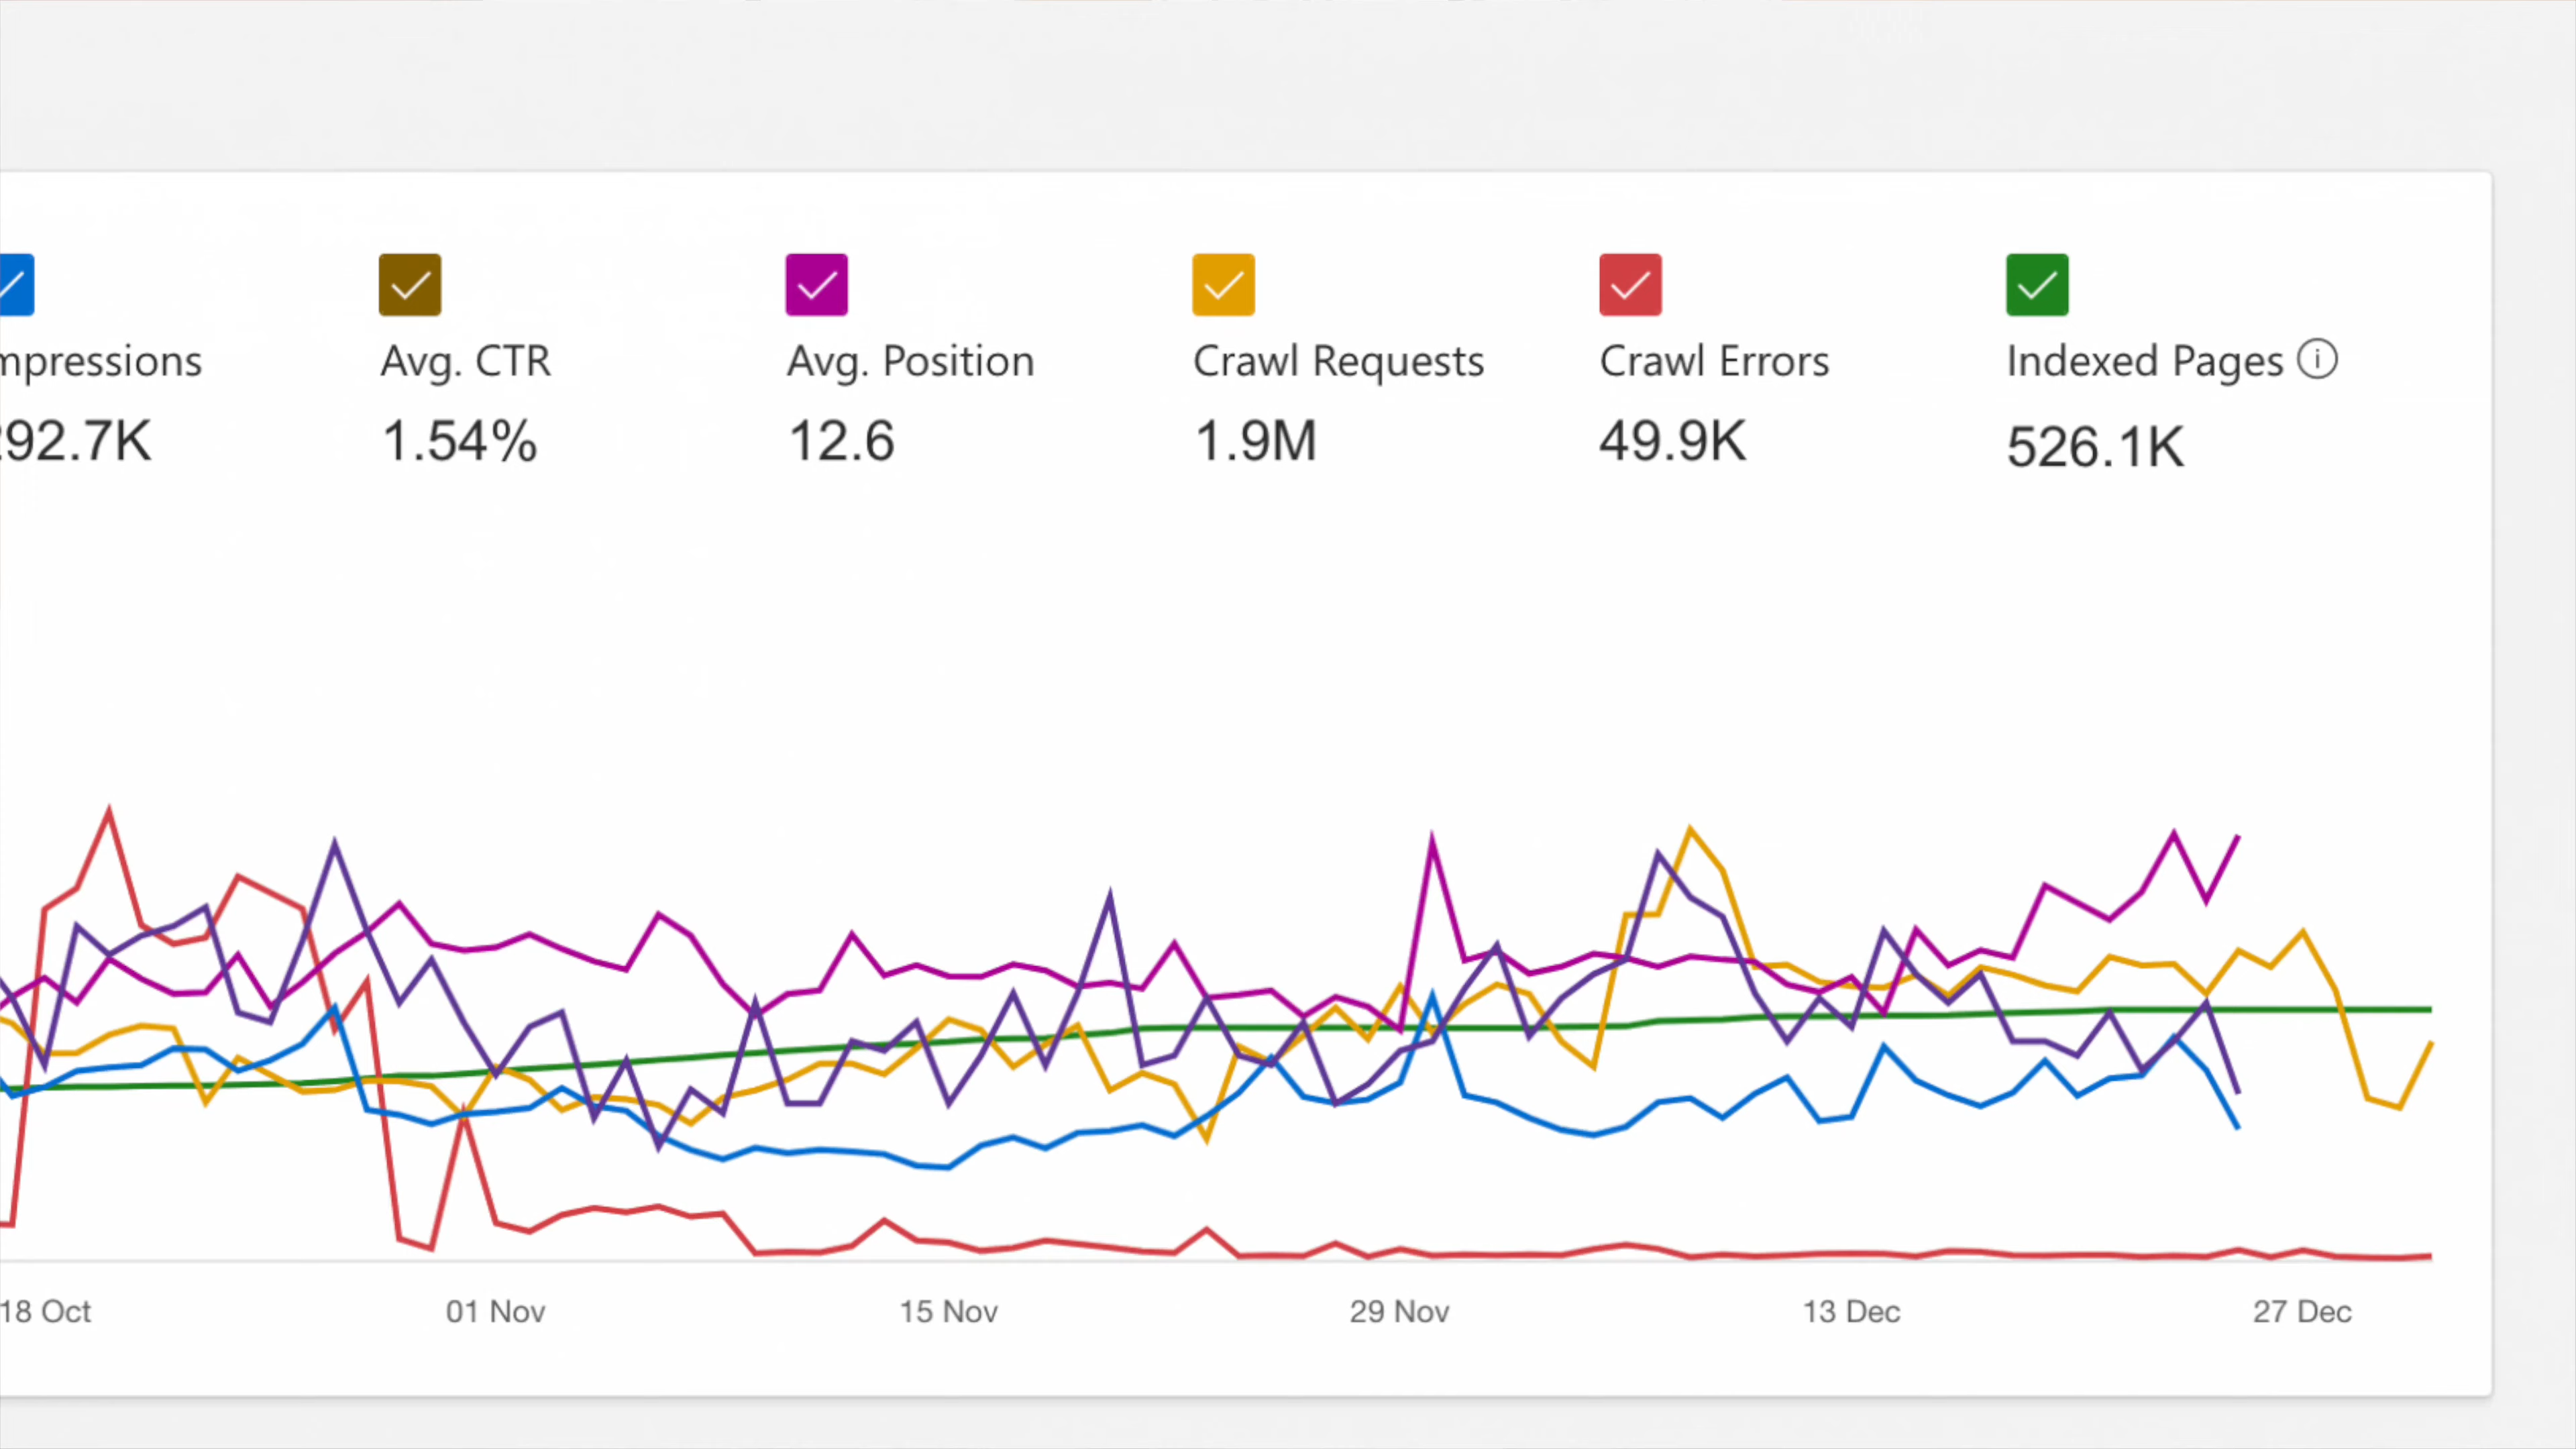 mpressions Avg. CTR Avg. Position Crawl Requests Crawl Errors Indexed Pages
92.7K 1.54% 12.6 1.9M 49.9K 526.1K
18 Oct 01 Nov 15 Nov 29 Nov 13 Dec 27 Dec